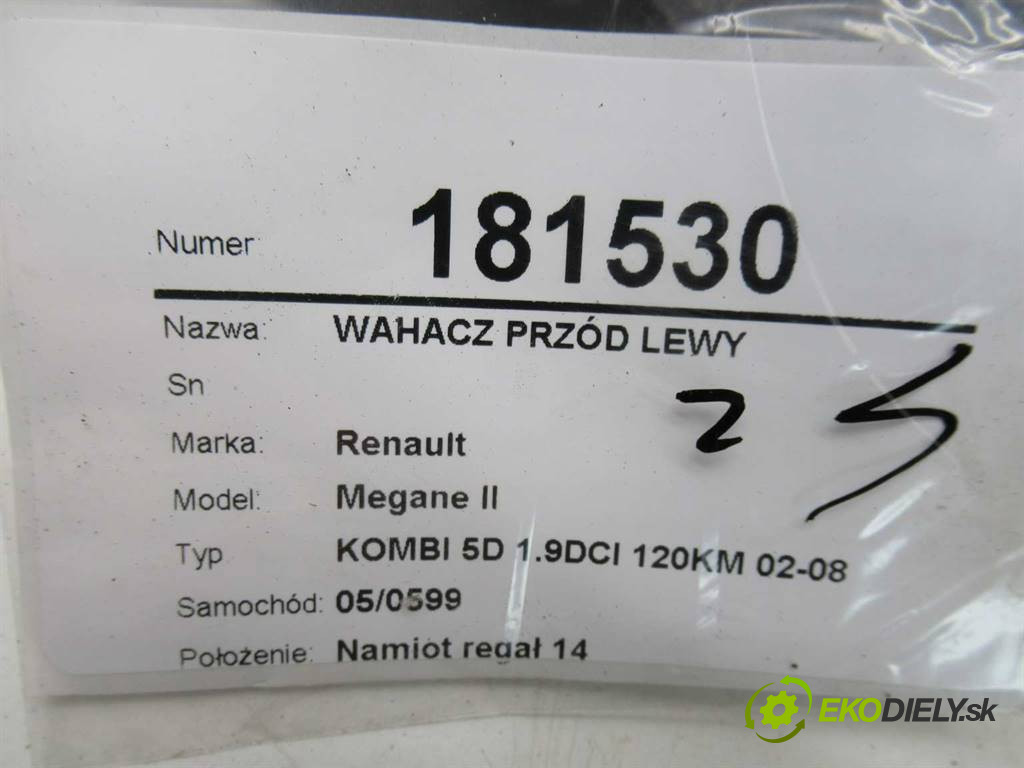 Numer: 181530
Nazwa: WAHACZ PRZÓD LEWY
Sn
Marka: Renault
Model: Megane II
Typ KOMBI 5D 1.9DCI 120KM 02-08
Samochód: 05/0599
Położenie: Namiot regał 14
EKODIELY.sk